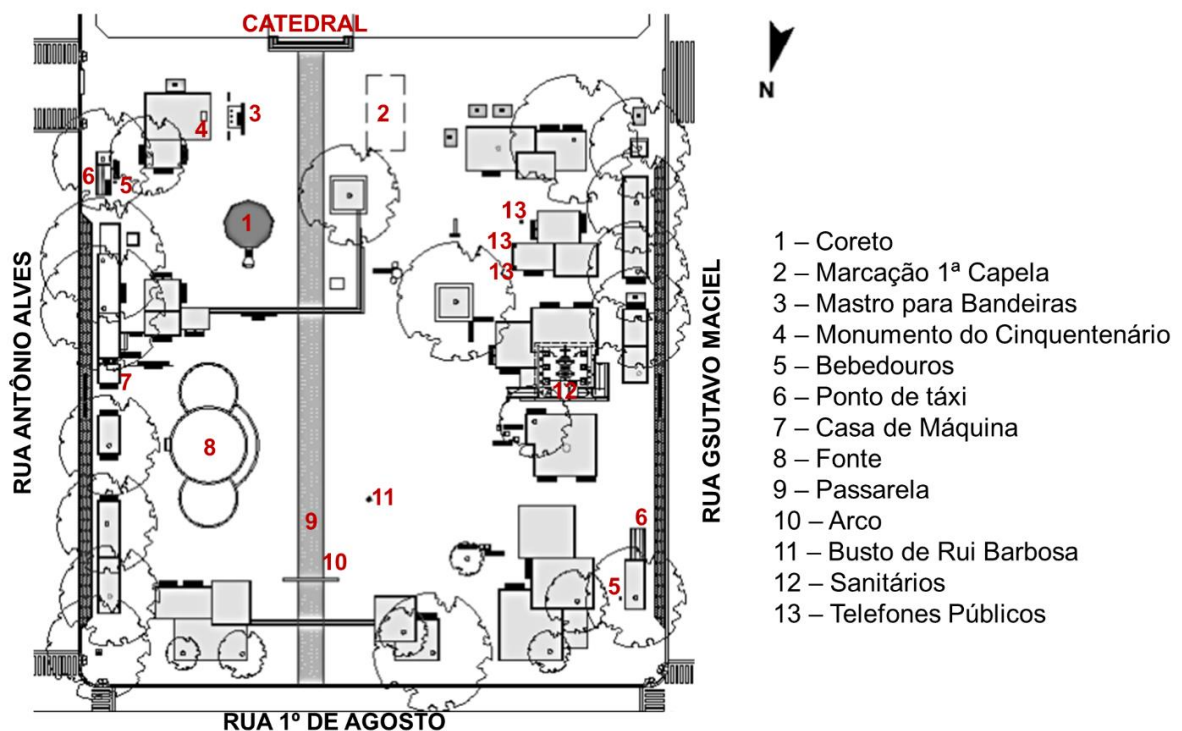 CATEDRAL
N
2
3
4
6
5
1
13
13
13
RUA ANTÔNIO ALVES
RUA GSUTAVO MACIEL
7
12
8
11
9
6
10
5
RUA 1º DE AGOSTO
1 – Coreto
2 – Marcação 1ª Capela
3 – Mastro para Bandeiras
4 – Monumento do Cinquentenário
5 – Bebedouros
6 – Ponto de táxi
7 – Casa de Máquina
8 – Fonte
9 – Passarela
10 – Arco
11 – Busto de Rui Barbosa
12 – Sanitários
13 – Telefones Públicos